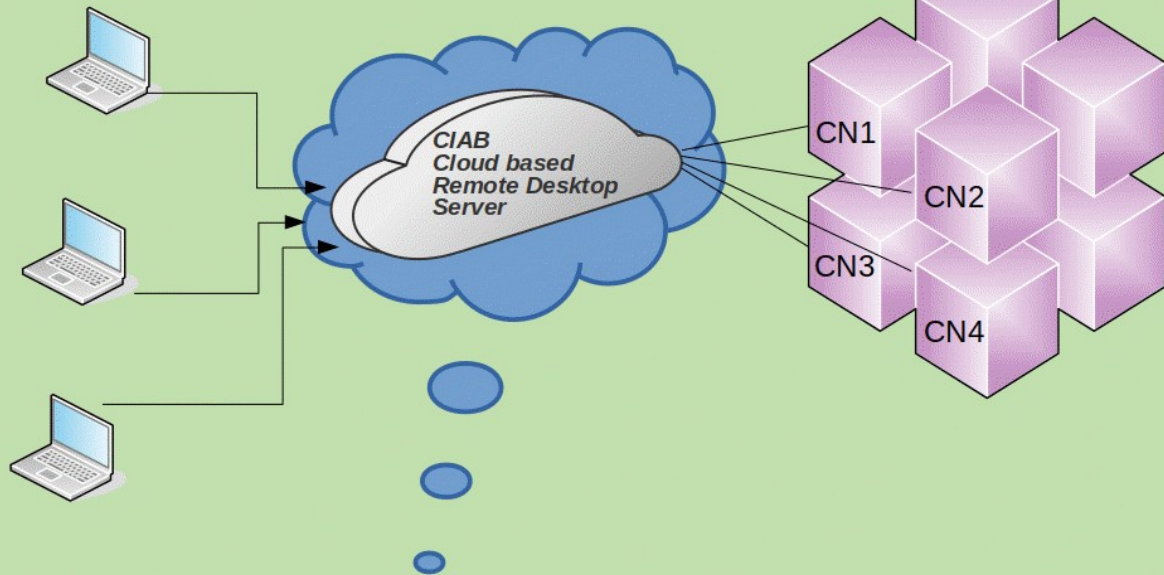 CIAB
Cloud based
Remote Desktop
Server
CN1
CN2
CN3
CN4